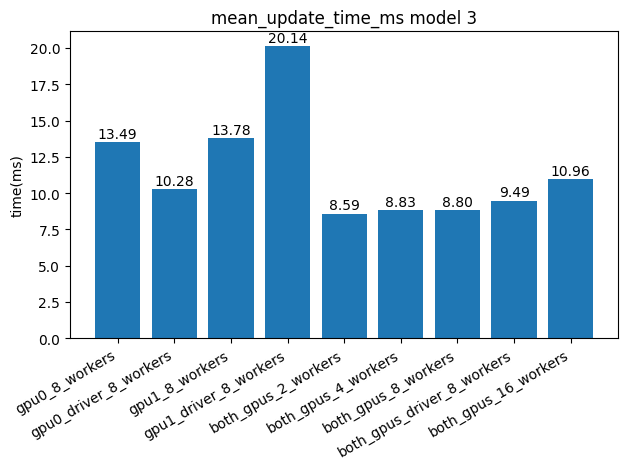 mean_update_time_ms model 3
time(ms)
20.0
17.5
15.0
12.5
10.0
7.5
5.0
2.5
0.0
13.49
10.28
13.78
20.14
8.59
8.83
8.80
9.49
10.96
gpu0_8_workers
gpu0_driver_8_workers
gpu1_8_workers
gpu1_driver_8_workers
both_gpus_2_workers
both_gpus_4_workers
both_gpus_8_workers
both_gpus_driver_8_workers
both_gpus_16_workers